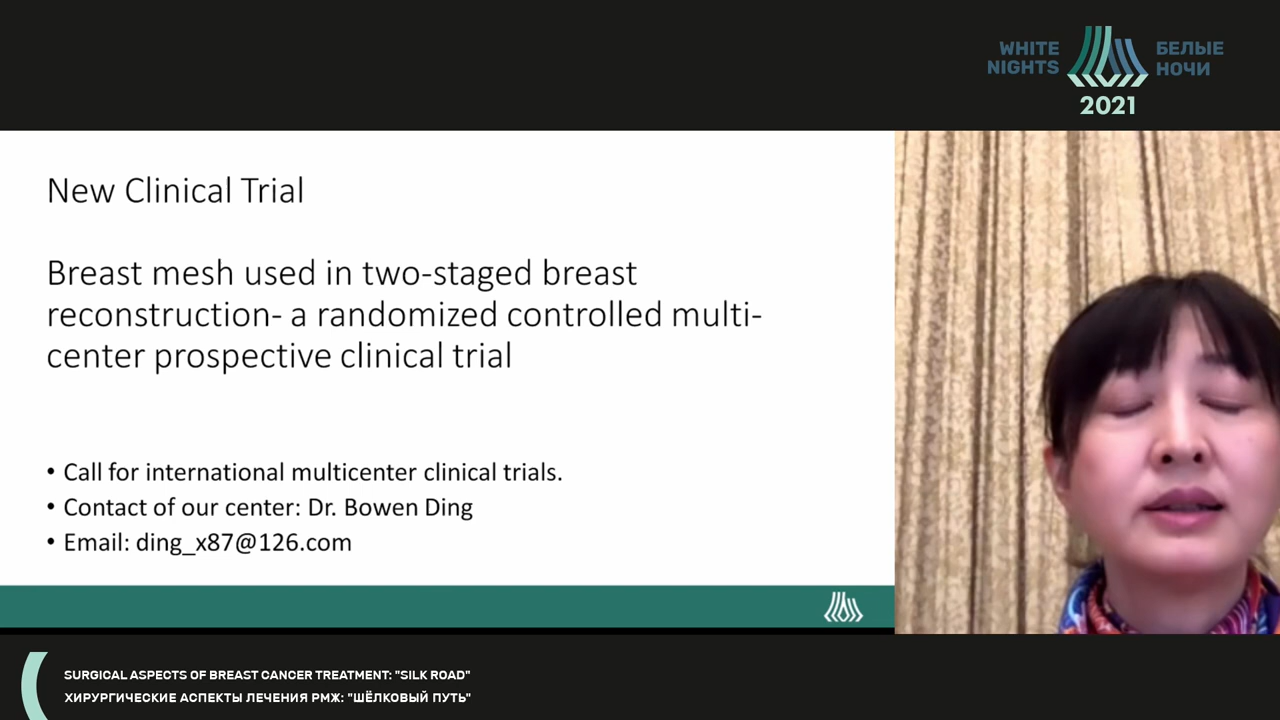 WHITE
NIGHTS
БЕЛЫЕ
НОЧИ
2021
New Clinical Trial
Breast mesh used in two-staged breast
reconstruction- a randomized controlled multi-
center prospective clinical trial
• Call for international multicenter clinical trials.
• Contact of our center: Dr. Bowen Ding
• Email: ding_x87@126.com
SURGICAL ASPECTS OF BREAST CANCER TREATMENT: "SILK ROAD"
ХИРУРГИЧЕСКИЕ АСПЕКТЫ ЛЕЧЕНИЯ РМЖ: "ШЁЛКОВЫЙ ПУТЬ"